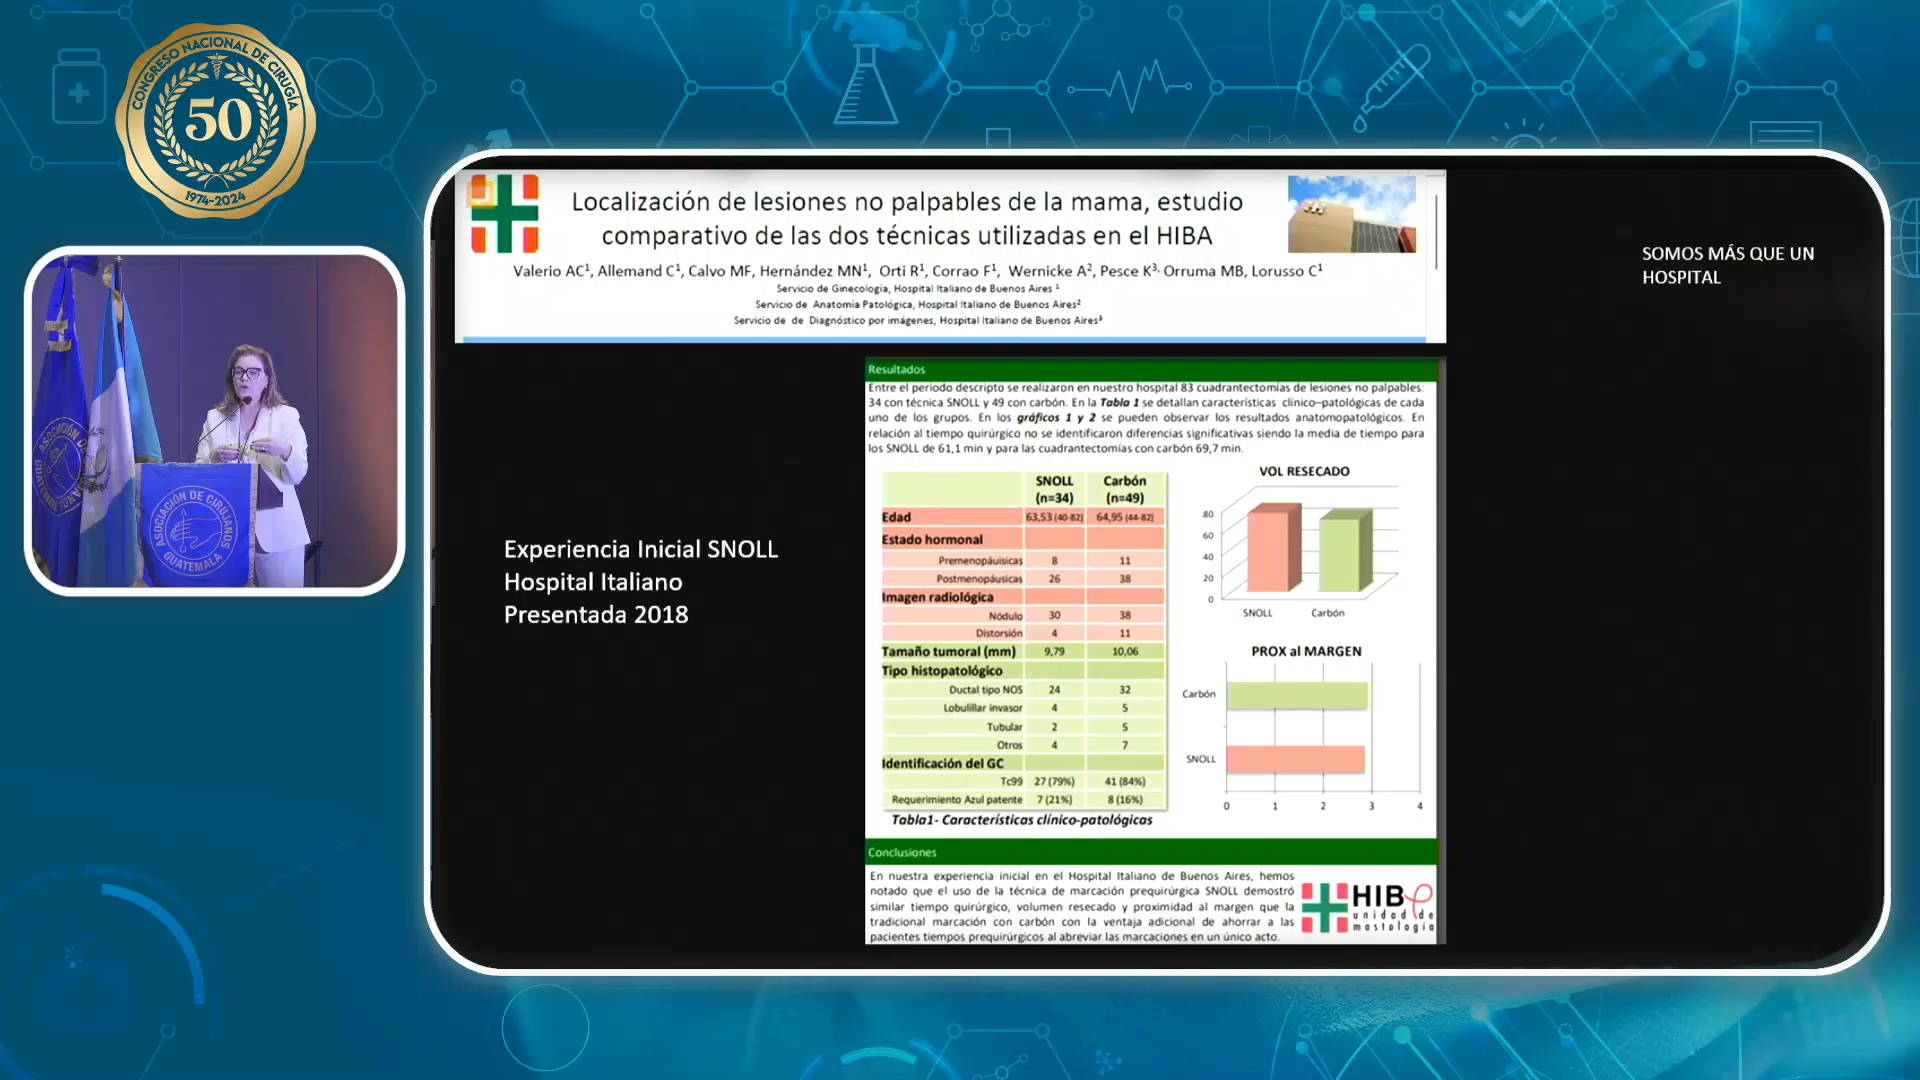 CONGRESO NACIONAL DE CIRUGÍA
50
1974-2024
ASOCIACIÓN DE CIRUJANOS
GUATEMALA
Localización de lesiones no palpables de la mama, estudio
comparativo de las dos técnicas utilizadas en el HIBA
Valerio AC¹, Allemand C¹, Calvo MF, Hernández MN¹, Orti R¹, Corrao F¹, Wernicke A², Pesce K³, Orruma MB, Lorusso C¹
Servicio de Ginecología, Hospital Italiano de Buenos Aires ¹
Servicio de Anatomía Patológica, Hospital Italiano de Buenos Aires²
Servicio de de Diagnóstico por imágenes, Hospital Italiano de Buenos Aires³
SOMOS MÁS QUE UN
HOSPITAL
Experiencia Inicial SNOLL
Hospital Italiano
Presentada 2018
Resultados
Entre el periodo descripto se realizaron en nuestro hospital 83 cuadrantectomías de lesiones no palpables:
34 con técnica SNOLL y 49 con carbón. En la Tabla 1 se detallan características clínico–patológicas de cada
uno de los grupos. En los gráficos 1 y 2 se pueden observar los resultados anatomopatológicos. En
relación al tiempo quirúrgico no se identificaron diferencias significativas siendo la media de tiempo para
los SNOLL de 61,1 min y para las cuadrantectomías con carbón 69,7 min.
SNOLL (n=34) Carbón (n=49)
Edad 63,53 (40-82) 64,95 (44-82)
Estado hormonal
Premenopáuisicas 8 11
Postmenopáusicas 26 38
Imagen radiológica
Nódulo 30 38
Distorsión 4 11
Tamaño tumoral (mm) 9,79 10,06
Tipo histopatológico
Ductal tipo NOS 24 32
Lobulillar invasor 4 5
Tubular 2 5
Otros 4 7
Identificación del GC
Tc99 27 (79%) 41 (84%)
Requerimiento Azul patente 7 (21%) 8 (16%)
Tabla1- Características clínico-patológicas
VOL RESECADO
80
60
40
20
0
SNOLL Carbón
PROX al MARGEN
Carbón
SNOLL
0 1 2 3 4
Conclusiones
En nuestra experiencia inicial en el Hospital Italiano de Buenos Aires, hemos
notado que el uso de la técnica de marcación prequirúrgica SNOLL demostró
similar tiempo quirúrgico, volumen resecado y proximidad al margen que la
tradicional marcación con carbón con la ventaja adicional de ahorrar a las
pacientes tiempos prequirúrgicos al abreviar las marcaciones en un único acto.
HIB
unidad de
mastología